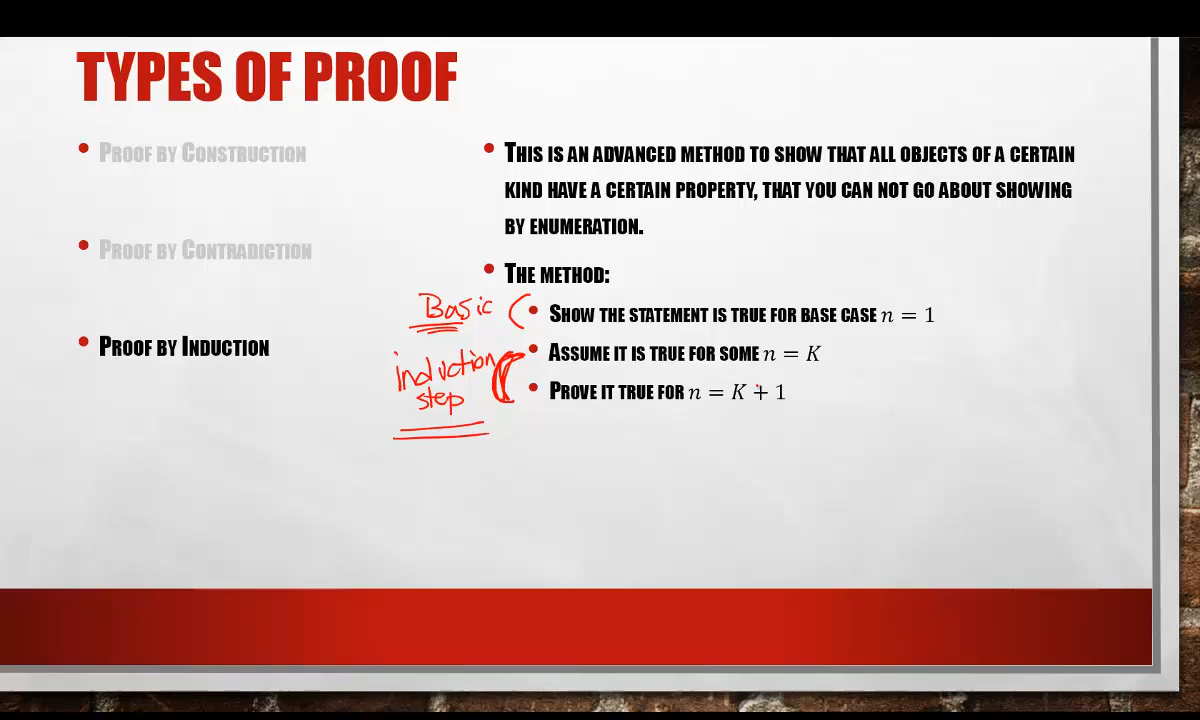 TYPES OF PROOF
• PROOF BY CONSTRUCTION
• PROOF BY CONTRADICTION
• PROOF BY INDUCTION
• THIS IS AN ADVANCED METHOD TO SHOW THAT ALL OBJECTS OF A CERTAIN
KIND HAVE A CERTAIN PROPERTY, THAT YOU CAN NOT GO ABOUT SHOWING
BY ENUMERATION.
• THE METHOD:
Basic
• SHOW THE STATEMENT IS TRUE FOR BASE CASE n = 1
induction
step
• ASSUME IT IS TRUE FOR SOME n = K
• PROVE IT TRUE FOR n = K + 1